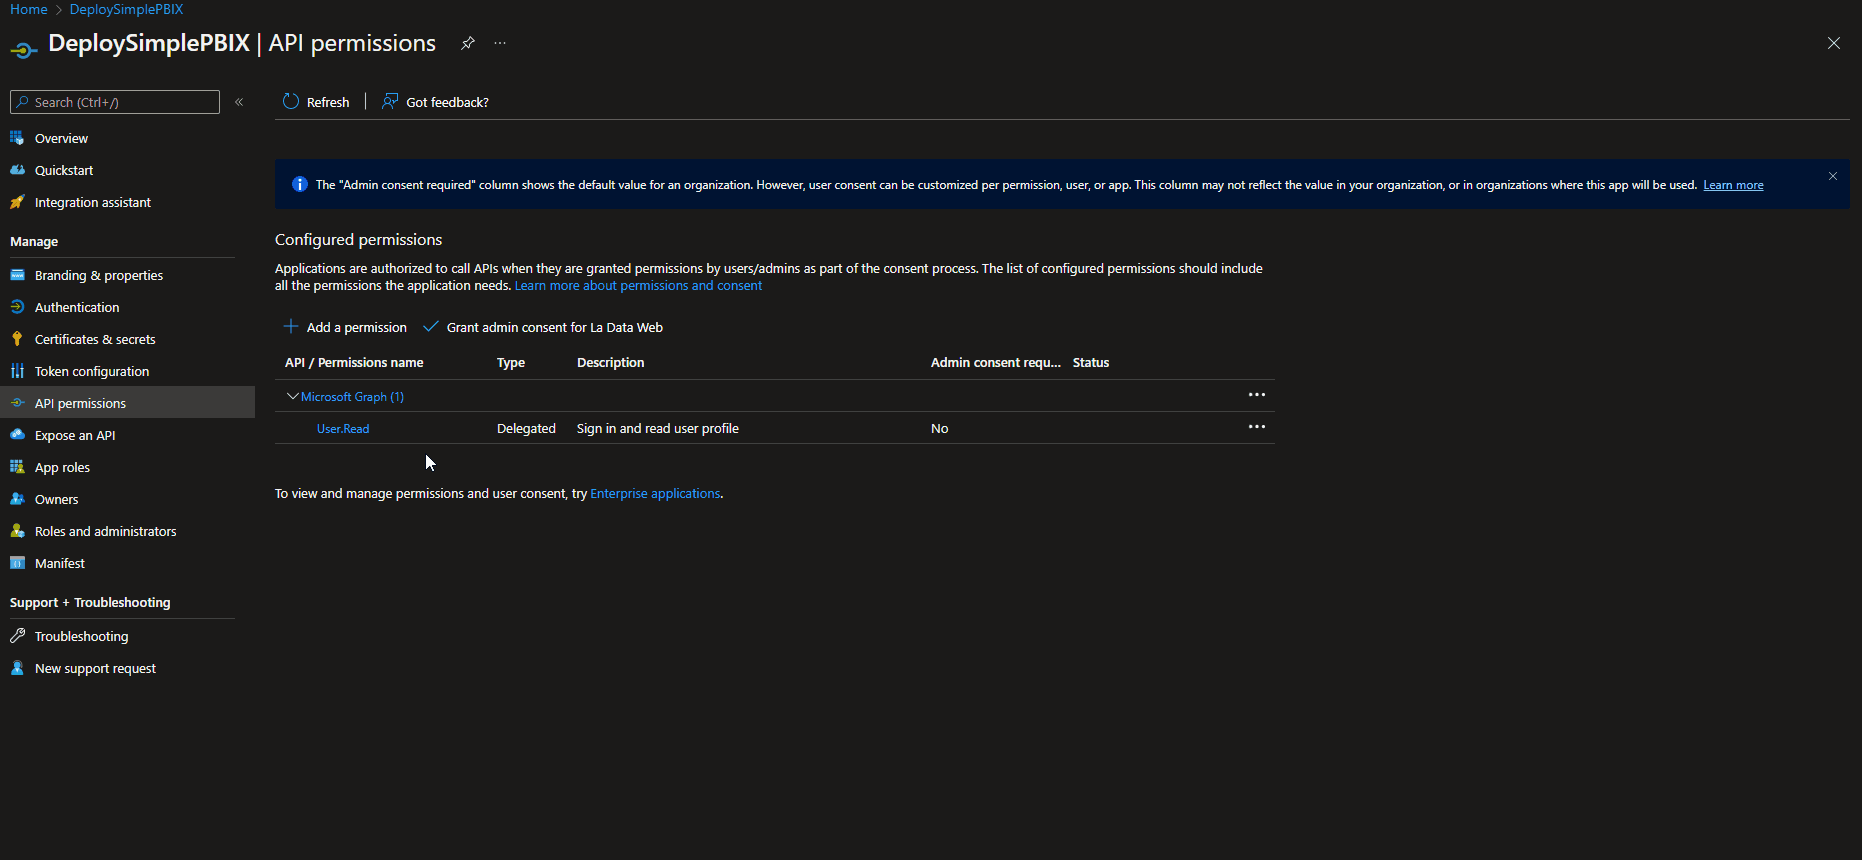 Home > DeploySimplePBIX
DeploySimplePBIX | API permissions
Search (Ctrl+/)
«
Overview
Quickstart
Integration assistant
Manage
Branding & properties
Authentication
Certificates & secrets
Token configuration
API permissions
Expose an API
App roles
Owners
Roles and administrators
Manifest
Support + Troubleshooting
Troubleshooting
New support request
Refresh | Got feedback?
The "Admin consent required" column shows the default value for an organization. However, user consent can be customized per permission, user, or app. This column may not reflect the value in your organization, or in organizations where this app will be used. Learn more
Configured permissions
Applications are authorized to call APIs when they are granted permissions by users/admins as part of the consent process. The list of configured permissions should include
all the permissions the application needs. Learn more about permissions and consent
Add a permission Grant admin consent for La Data Web
API / Permissions name Type Description Admin consent requ... Status
Microsoft Graph (1)
User.Read Delegated Sign in and read user profile No
To view and manage permissions and user consent, try Enterprise applications.